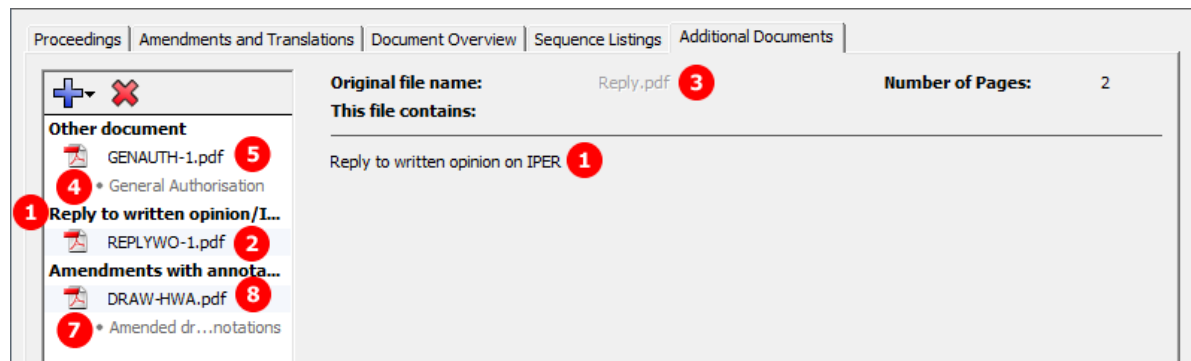 Proceedings Amendments and Translations Document Overview Sequence Listings Additional Documents
Original file name: Reply.pdf 3 Number of Pages: 2
This file contains:
Other document
GENAUTH-1.pdf 5
Reply to written opinion on IPER 1
4 • General Authorisation
1 Reply to written opinion/I...
REPLYWO-1.pdf 2
Amendments with annota...
DRAW-HWA.pdf 8
7 • Amended dr...notations